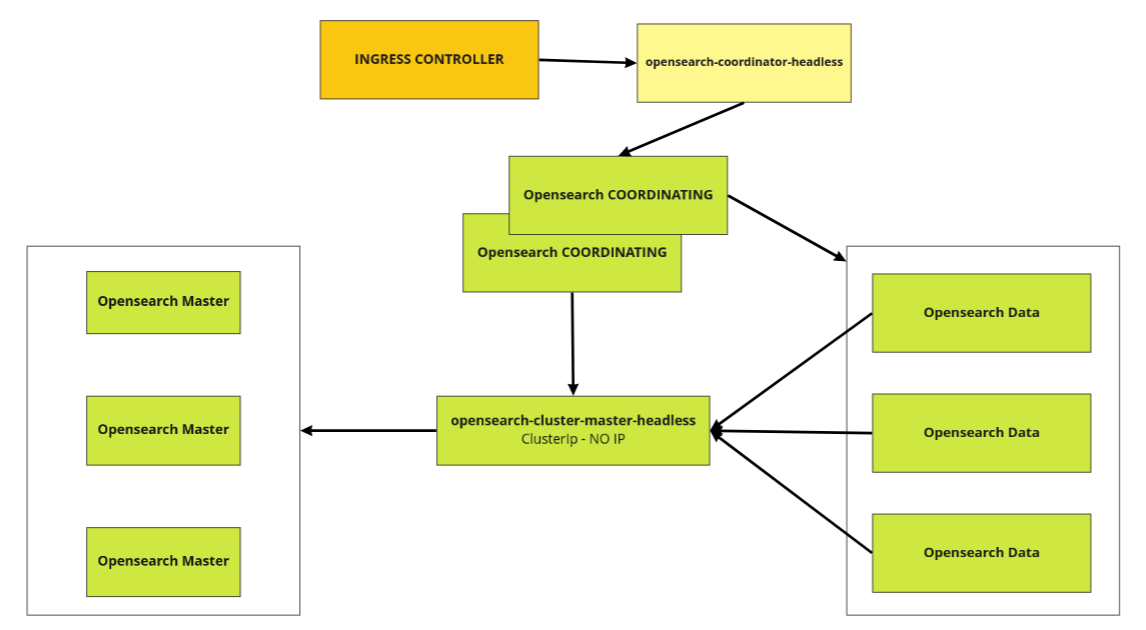 INGRESS CONTROLLER
opensearch-coordinator-headless
Opensearch COORDINATING
Opensearch COORDINATING
Opensearch Master
Opensearch Master
Opensearch Master
opensearch-cluster-master-headless
ClusterIp - NO IP
Opensearch Data
Opensearch Data
Opensearch Data